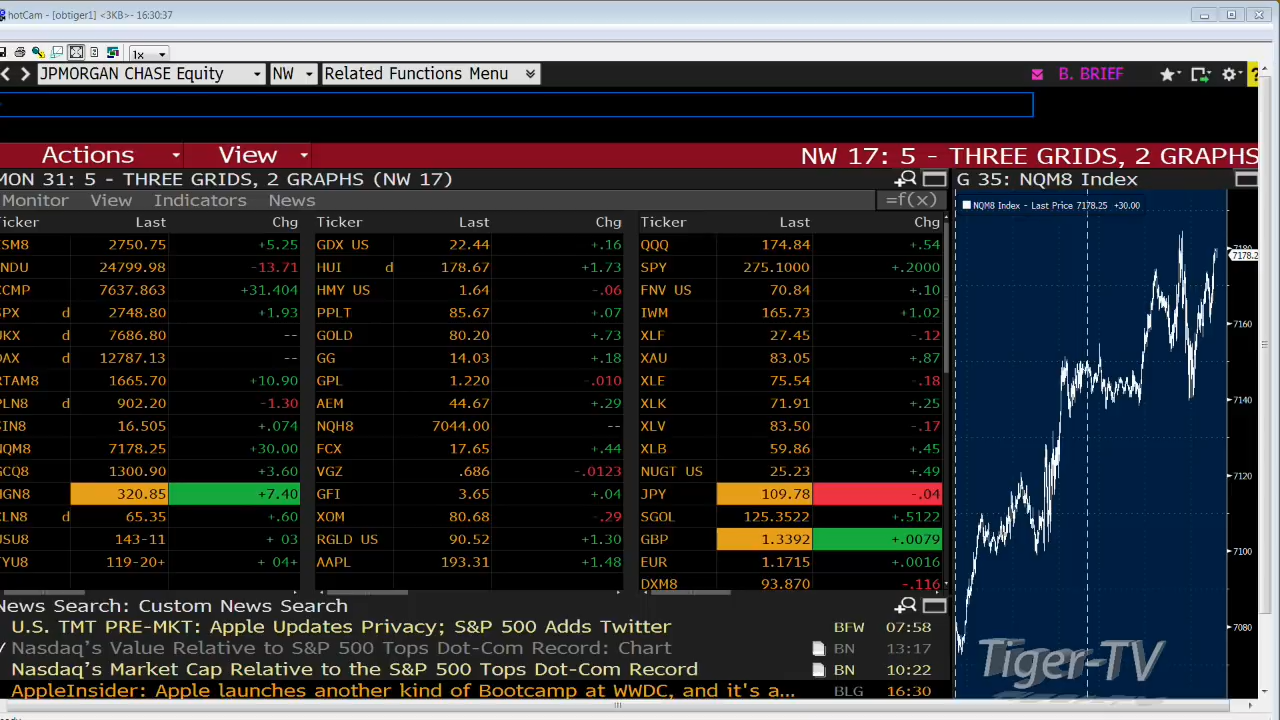 hotCam - [obtiger1] <3KB>- 16:30:37
1x
JPMORGAN CHASE Equity NW Related Functions Menu B. BRIEF ?
Actions View NW 17: 5 - THREE GRIDS, 2 GRAPHS
MON 31: 5 - THREE GRIDS, 2 GRAPHS (NW 17) G 35: NQM8 Index
Monitor View Indicators News =f(x)
NQM8 Index - Last Price 7178.25 +30.00
Ticker Last Chg Ticker Last Chg Ticker Last Chg
ESM8 2750.75 +5.25 GDX US 22.44 +.16 QQQ 174.84 +.54
INDU 24799.98 -13.71 HUI d 178.67 +1.73 SPY 275.1000 +.2000
CCMP 7637.863 +31.404 HMY US 1.64 -.06 FNV US 70.84 +.10
SPX d 2748.80 +1.93 PPLT 85.67 +.07 IWM 165.73 +1.02
UKX d 7686.80 -- GOLD 80.20 +.73 XLF 27.45 -.12
DAX d 12787.13 -- GG 14.03 +.18 XAU 83.05 +.87
RTAM8 1665.70 +10.90 GPL 1.220 -.010 XLE 75.54 -.18
PLN8 d 902.20 -1.30 AEM 44.67 +.29 XLK 71.91 +.25
SIN8 16.505 +.074 NQH8 7044.00 -- XLV 83.50 -.17
NQM8 7178.25 +30.00 FCX 17.65 +.44 XLB 59.86 +.45
GCQ8 1300.90 +3.60 VGZ .686 -.0123 NUGT US 25.23 +.49
HGN8 320.85 +7.40 GFI 3.65 +.04 JPY 109.78 -.04
CLN8 d 65.35 +.60 XOM 80.68 -.29 SGOL 125.3522 +.5122
USU8 143-11 + 03 RGLD US 90.52 +1.30 GBP 1.3392 +.0079
TYU8 119-20+ + 04+ AAPL 193.31 +1.48 EUR 1.1715 +.0016
DXM8 93.870 -.116
7180
7178.2
7160
7140
7120
7100
7080
News Search: Custom News Search
U.S. TMT PRE-MKT: Apple Updates Privacy; S&P 500 Adds Twitter BFW 07:58
Nasdaq's Value Relative to S&P 500 Tops Dot-Com Record: Chart BN 13:17
Nasdaq's Market Cap Relative to the S&P 500 Tops Dot-Com Record BN 10:22
AppleInsider: Apple launches another kind of Bootcamp at WWDC, and it's a... BLG 16:30
Tiger-TV